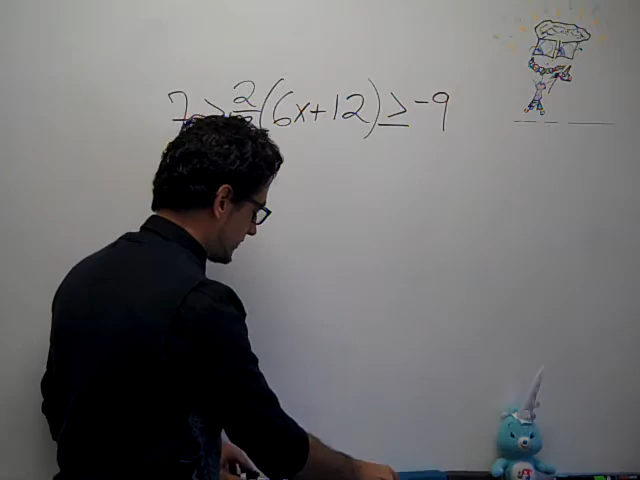 7 > 2/ (6x+12) ≥ -9